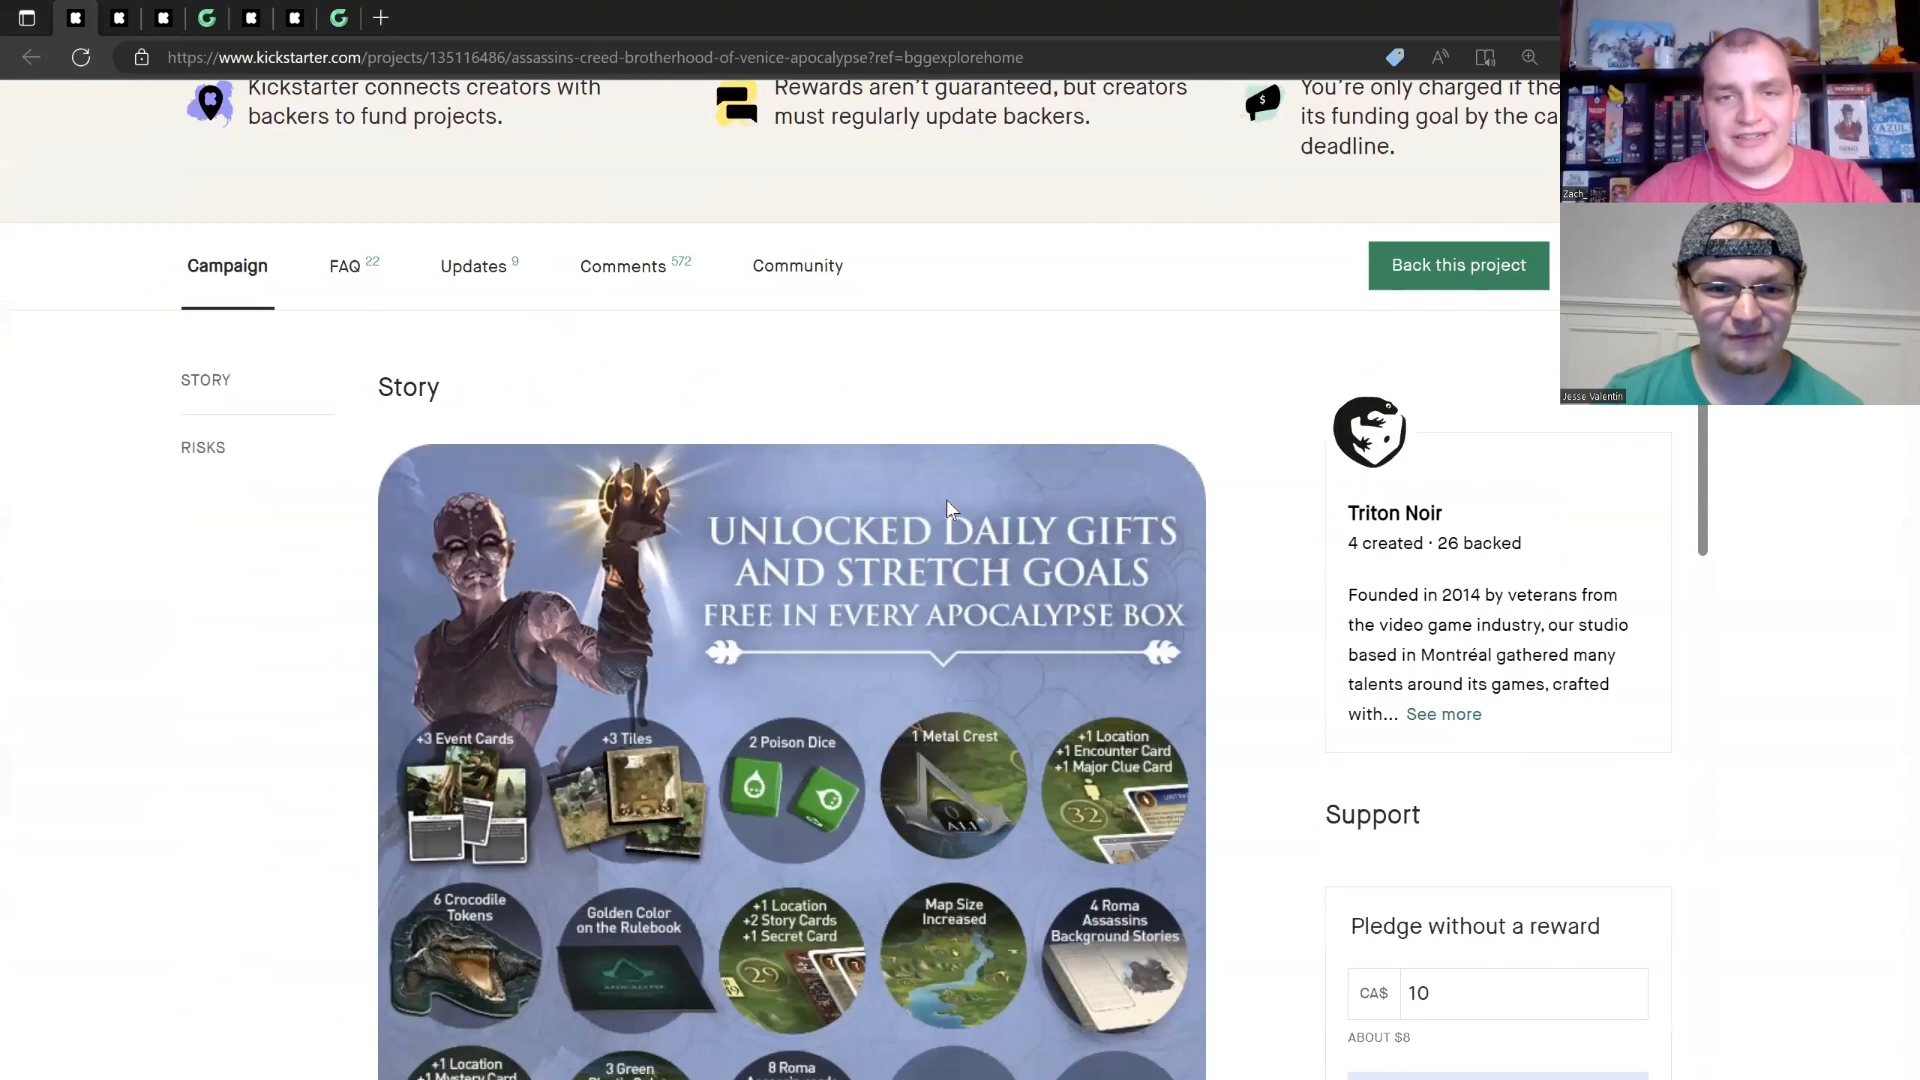 https://www.kickstarter.com/projects/135116486/assassins-creed-brotherhood-of-venice-apocalypse?ref=bggexplorehome
Kickstarter connects creators with
backers to fund projects.
Rewards aren't guaranteed, but creators
must regularly update backers.
You're only charged if the
its funding goal by the ca
deadline.
Campaign
FAQ 22
Updates 9
Comments 572
Community
Back this project
Zach_
AZUL
Jesse Valentin
STORY
RISKS
Story
UNLOCKED DAILY GIFTS
AND STRETCH GOALS
FREE IN EVERY APOCALYPSE BOX
+3 Event Cards
+3 Tiles
2 Poison Dice
1 Metal Crest
+1 Location
+1 Encounter Card
+1 Major Clue Card
32
6 Crocodile
Tokens
Golden Color
on the Rulebook
APOCALYPSE
+1 Location
+2 Story Cards
+1 Secret Card
29
Map Size
Increased
4 Roma
Assassins
Background Stories
+1 Location
+1 Mystery Card
3 Green
8 Roma
Triton Noir
4 created · 26 backed
Founded in 2014 by veterans from
the video game industry, our studio
based in Montréal gathered many
talents around its games, crafted
with... See more
Support
Pledge without a reward
CA$ 10
ABOUT $8